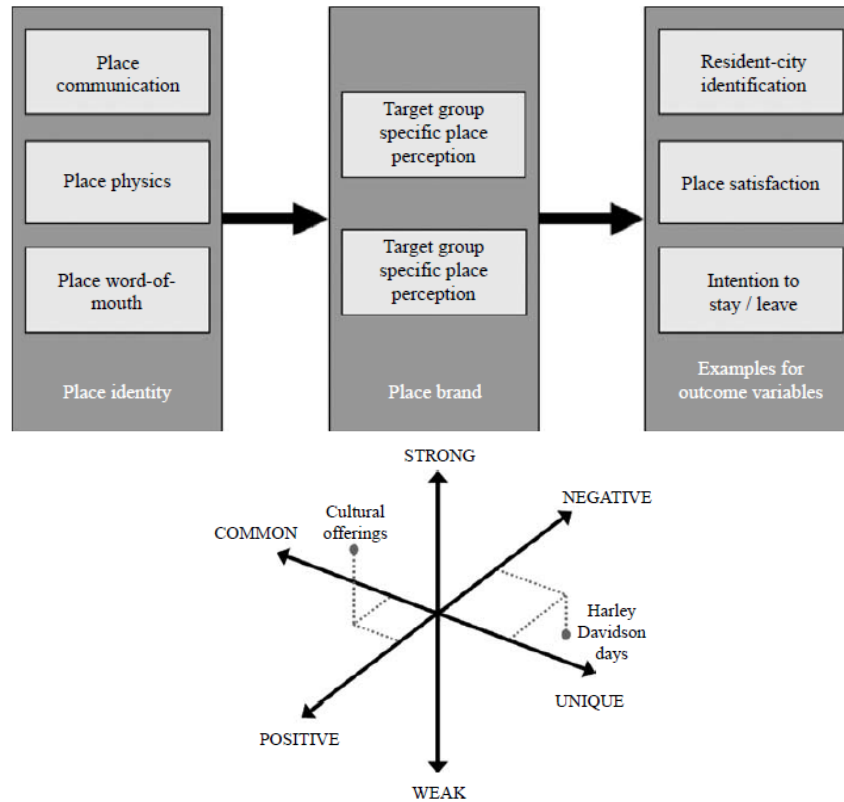 Place
communication
Place physics
Place word-of-
mouth
Place identity
Target group
specific place
perception
Target group
specific place
perception
Place brand
Resident-city
identification
Place satisfaction
Intention to
stay / leave
Examples for
outcome variables
STRONG
NEGATIVE
Cultural
offerings
COMMON
Harley
Davidson
days
UNIQUE
POSITIVE
WEAK